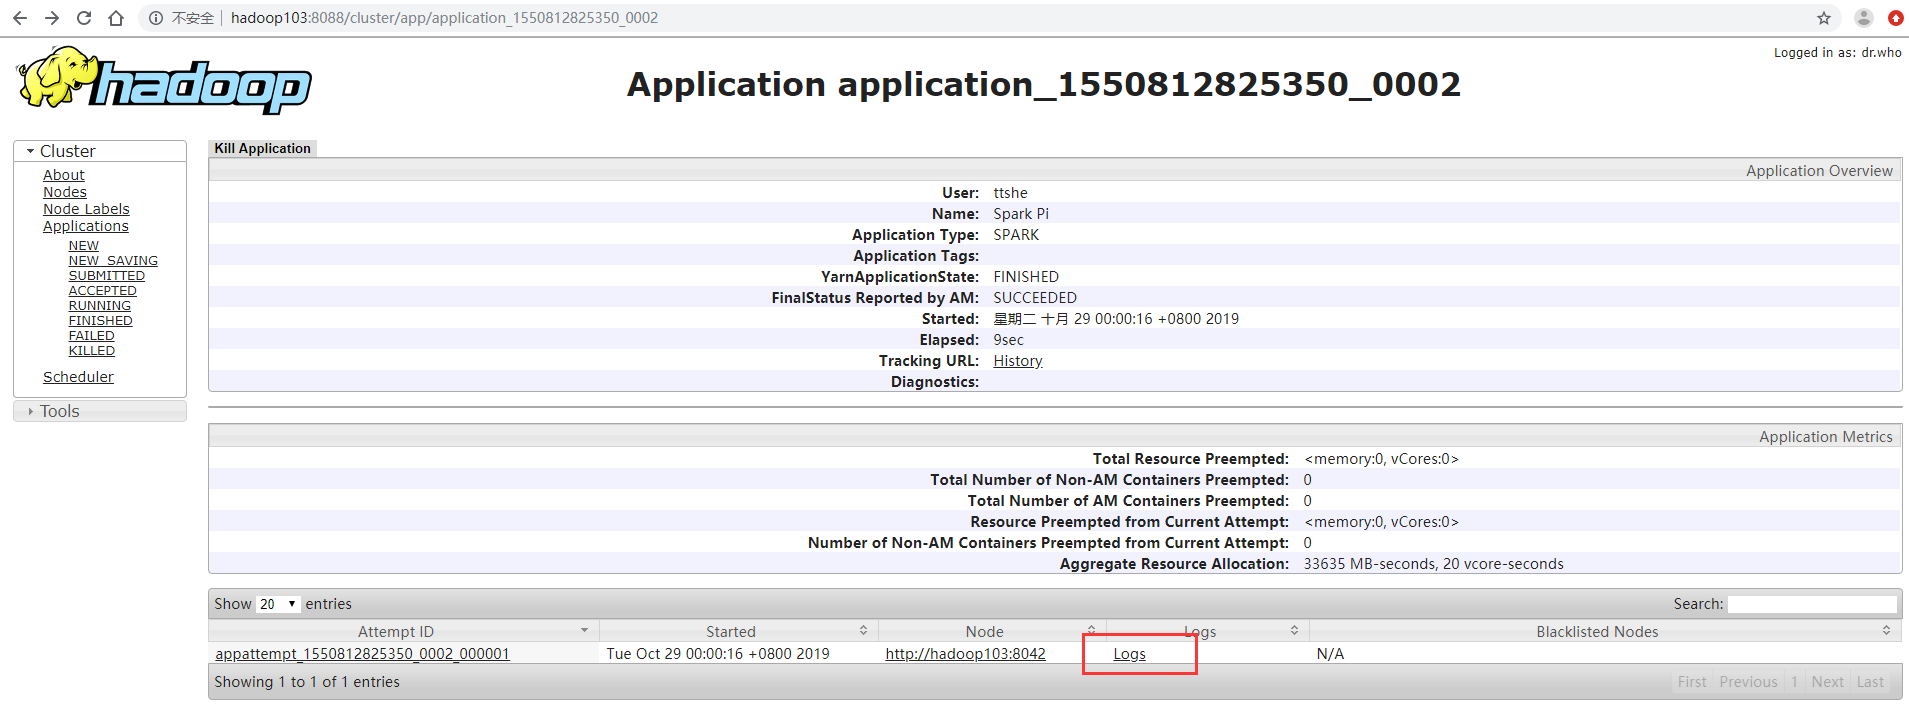 不安全 hadoop103:8088/cluster/app/application_1550812825350_0002
hadoop
Logged in as: dr.who
Application application_1550812825350_0002
Cluster
About
Nodes
Node Labels
Applications
NEW
NEW_SAVING
SUBMITTED
ACCEPTED
RUNNING
FINISHED
FAILED
KILLED
Scheduler
Tools
Kill Application
Application Overview
User: ttshe
Name: Spark Pi
Application Type: SPARK
Application Tags:
YarnApplicationState: FINISHED
FinalStatus Reported by AM: SUCCEEDED
Started: 星期二 十月 29 00:00:16 +0800 2019
Elapsed: 9sec
Tracking URL: History
Diagnostics:
Application Metrics
Total Resource Preempted: <memory:0, vCores:0>
Total Number of Non-AM Containers Preempted: 0
Total Number of AM Containers Preempted: 0
Resource Preempted from Current Attempt: <memory:0, vCores:0>
Number of Non-AM Containers Preempted from Current Attempt: 0
Aggregate Resource Allocation: 33635 MB-seconds, 20 vcore-seconds
Show 20 entries Search:
Attempt ID Started Node Logs Blacklisted Nodes
appattempt_1550812825350_0002_000001 Tue Oct 29 00:00:16 +0800 2019 http://hadoop103:8042 Logs N/A
Showing 1 to 1 of 1 entries First Previous 1 Next Last